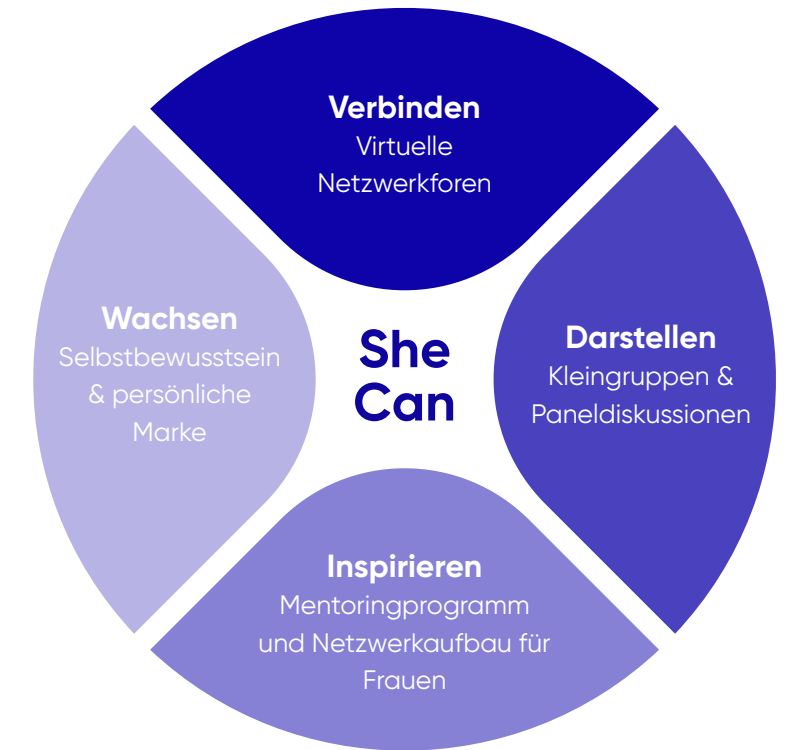 Verbinden
Virtuelle
Netzwerkforen
Wachsen
Selbstbewusstsein
& persönliche
Marke
She
Can
Darstellen
Kleingruppen &
Paneldiskussionen
Inspirieren
Mentoringprogramm
und Netzwerkaufbau für
Frauen